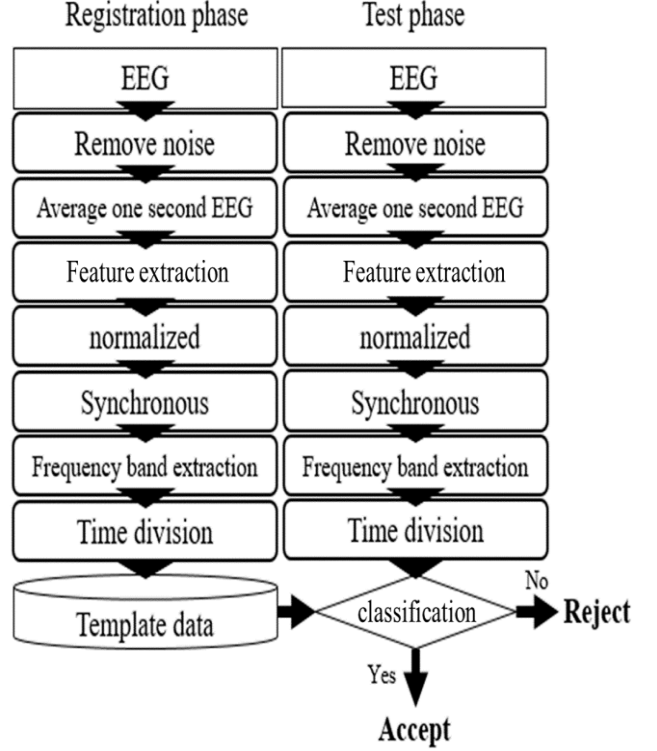 Registration phase
EEG
Remove noise
Average one second EEG
Feature extraction
normalized
Synchronous
Frequency band extraction
Time division
Template data
Test phase
EEG
Remove noise
Average one second EEG
Feature extraction
normalized
Synchronous
Frequency band extraction
Time division
classification
No
Reject
Yes
Accept